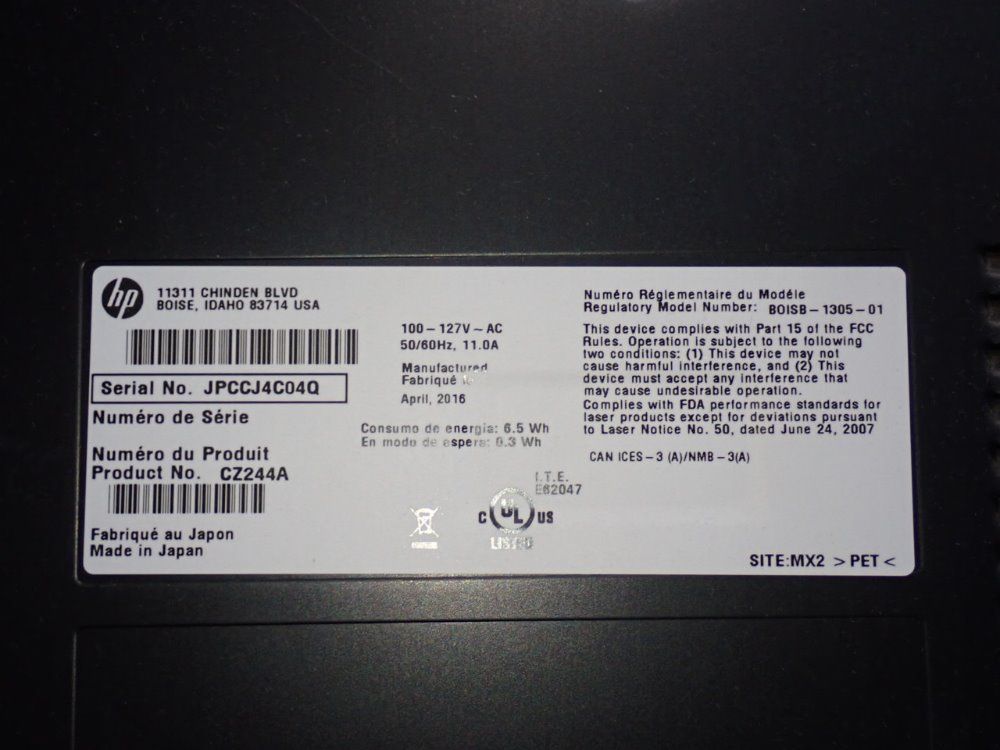 hp
11311 CHINDEN BLVD
BOISE, IDAHO 83714 USA
Serial No. JPCCJ4C04Q
Numéro de Série
Numéro du Produit
Product No. CZ244A
Fabriqué au Japon
Made in Japan
100-127V~AC
50/60Hz, 11.0A
Manufactured
Fabriqué
April, 2016
Consumo de energia: 6.5 Wh
En modo de espera: 0.3 Wh
I.T.E.
E62047
C UL US
LISTED
Numéro Réglementaire du Modèle
Regulatory Model Number: BOISB-1305-01
This device complies with Part 15 of the FCC
Rules. Operation is subject to the following
two conditions: (1) This device may not
cause harmful interference, and (2) This
device must accept any interference that
may cause undesirable operation.
Complies with FDA performance standards for
laser products except for deviations pursuant
to Laser Notice No. 50, dated June 24, 2007
CAN ICES-3 (A)/NMB-3(A)
SITE:MX2 >PET<